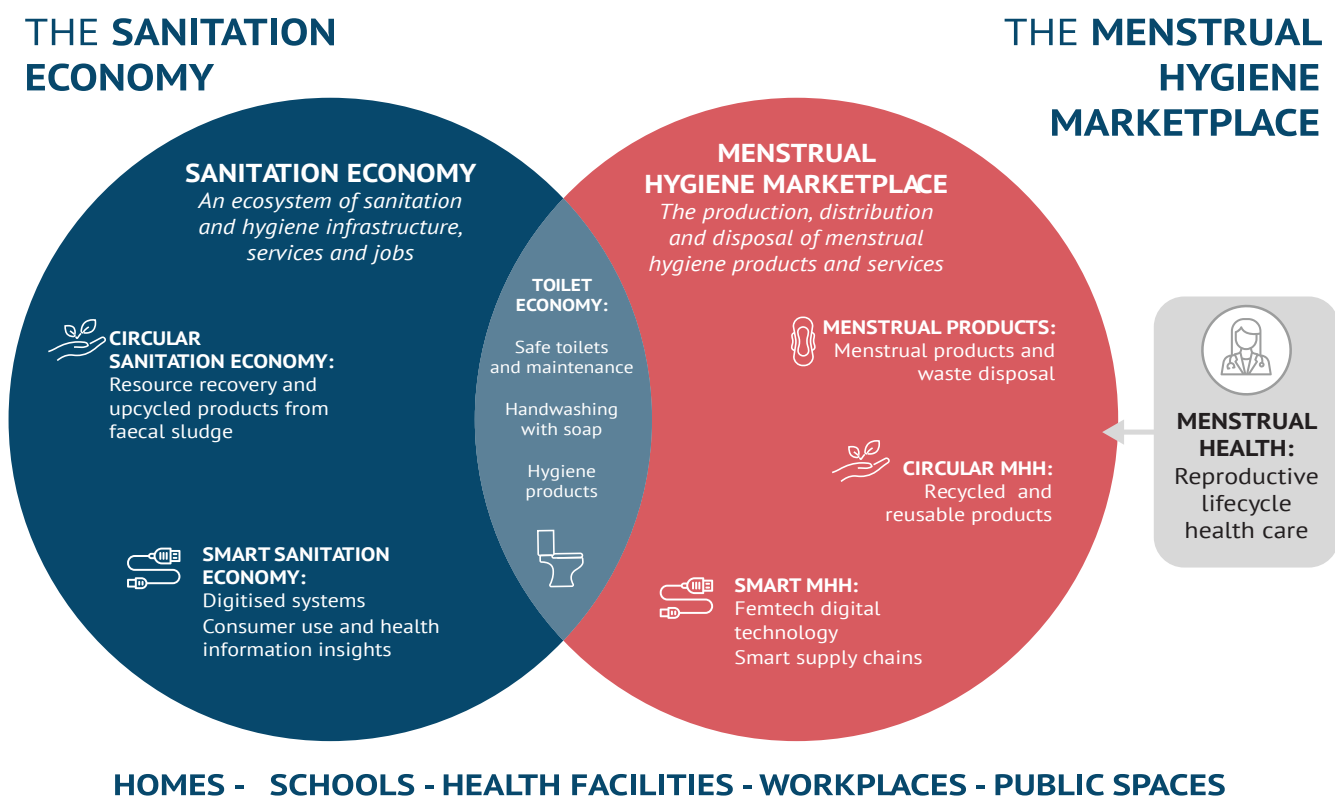 THE SANITATION
ECONOMY
THE MENSTRUAL
HYGIENE
MARKETPLACE
SANITATION ECONOMY
An ecosystem of sanitation
and hygiene infrastructure,
services and jobs
CIRCULAR
SANITATION ECONOMY:
Resource recovery and
upcycled products from
faecal sludge
SMART SANITATION
ECONOMY:
Digitised systems
Consumer use and health
information insights
TOILET
ECONOMY:
Safe toilets
and maintenance
Handwashing
with soap
Hygiene
products
MENSTRUAL
HYGIENE MARKETPLACE
The production, distribution
and disposal of menstrual
hygiene products and services
MENSTRUAL PRODUCTS:
Menstrual products and
waste disposal
CIRCULAR MHH:
Recycled and
reusable products
SMART MHH:
Femtech digital
technology
Smart supply chains
MENSTRUAL
HEALTH:
Reproductive
lifecycle
health care
HOMES - SCHOOLS - HEALTH FACILITIES - WORKPLACES - PUBLIC SPACES